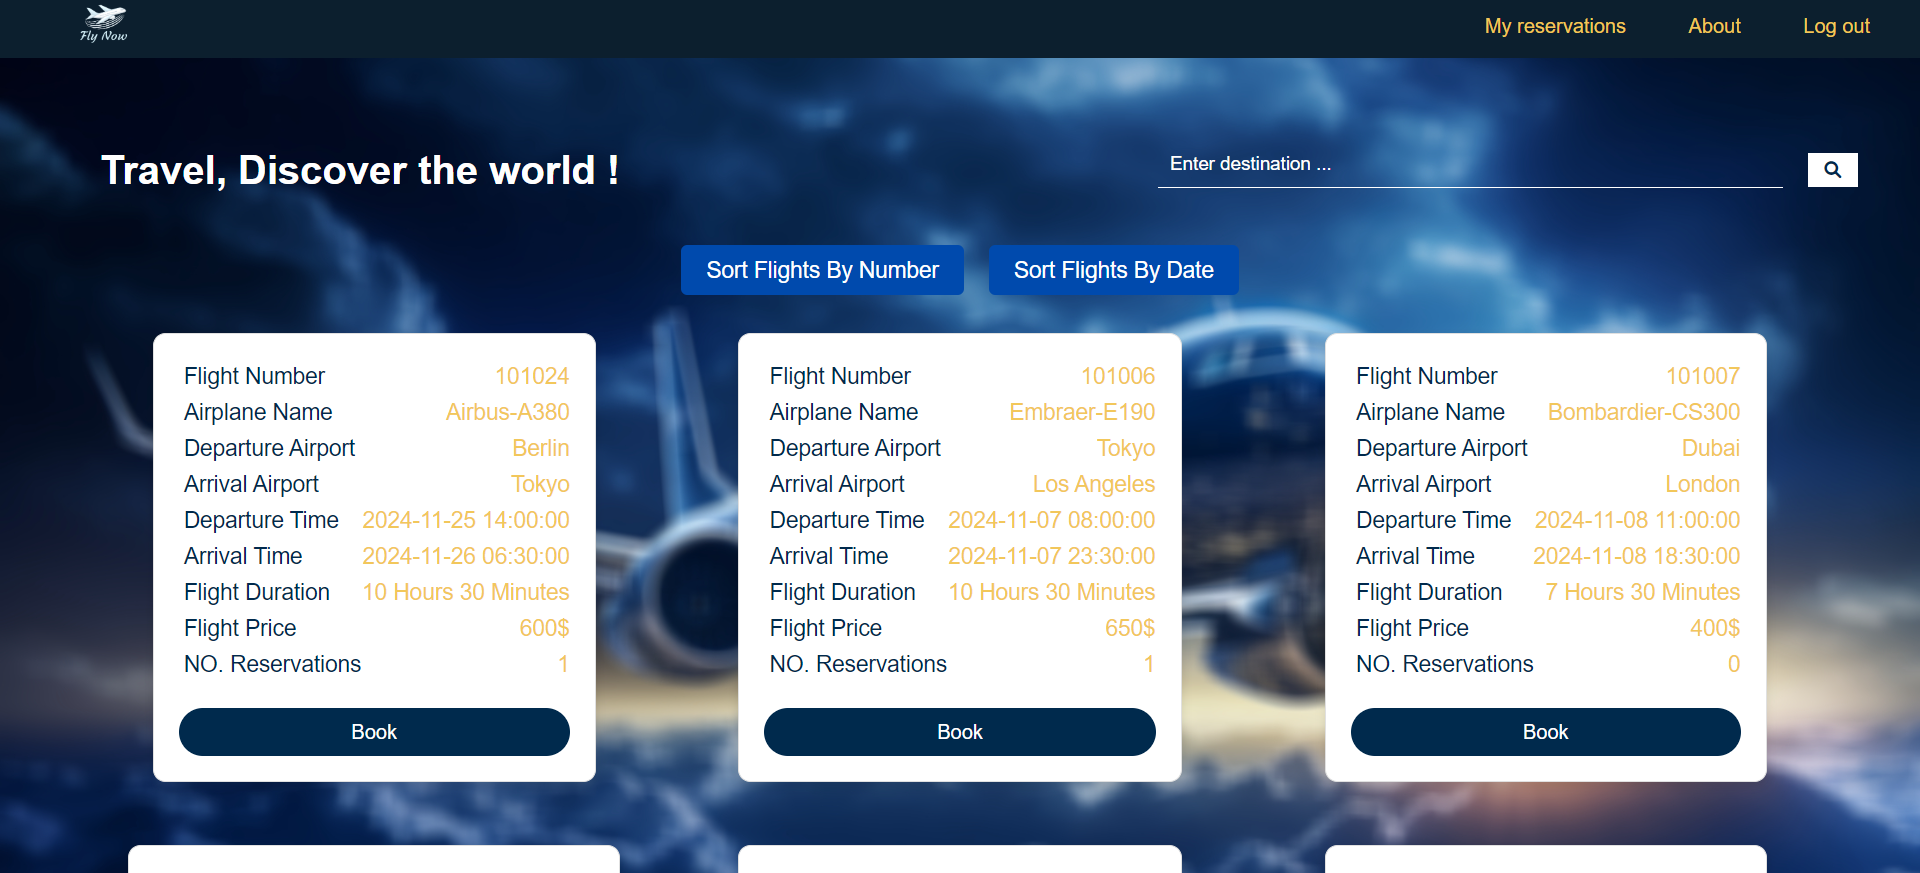 Fly Now
My reservations About Log out
Travel, Discover the world !
Enter destination ...
Sort Flights By Number Sort Flights By Date
Flight Number 101024
Airplane Name Airbus-A380
Departure Airport Berlin
Arrival Airport Tokyo
Departure Time 2024-11-25 14:00:00
Arrival Time 2024-11-26 06:30:00
Flight Duration 10 Hours 30 Minutes
Flight Price 600$
NO. Reservations 1
Book
Flight Number 101006
Airplane Name Embraer-E190
Departure Airport Tokyo
Arrival Airport Los Angeles
Departure Time 2024-11-07 08:00:00
Arrival Time 2024-11-07 23:30:00
Flight Duration 10 Hours 30 Minutes
Flight Price 650$
NO. Reservations 1
Book
Flight Number 101007
Airplane Name Bombardier-CS300
Departure Airport Dubai
Arrival Airport London
Departure Time 2024-11-08 11:00:00
Arrival Time 2024-11-08 18:30:00
Flight Duration 7 Hours 30 Minutes
Flight Price 400$
NO. Reservations 0
Book